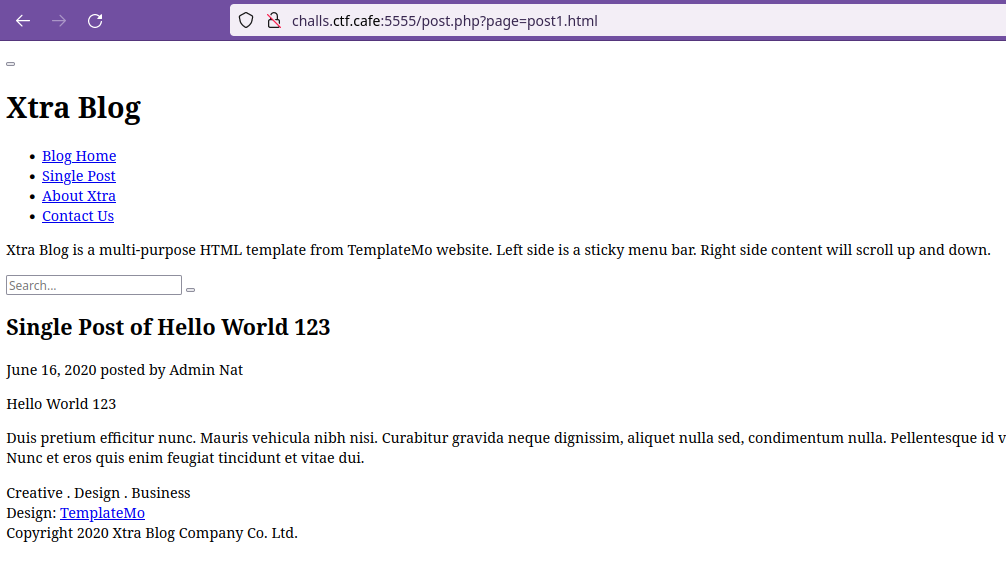 challs.ctf.cafe:5555/post.php?page=post1.html
Xtra Blog
Blog Home
Single Post
About Xtra
Contact Us
Xtra Blog is a multi-purpose HTML template from TemplateMo website. Left side is a sticky menu bar. Right side content will scroll up and down.
Search...
Single Post of Hello World 123
June 16, 2020 posted by Admin Nat
Hello World 123
Duis pretium efficitur nunc. Mauris vehicula nibh nisi. Curabitur gravida neque dignissim, aliquet nulla sed, condimentum nulla. Pellentesque id v
Nunc et eros quis enim feugiat tincidunt et vitae dui.
Creative . Design . Business
Design: TemplateMo
Copyright 2020 Xtra Blog Company Co. Ltd.